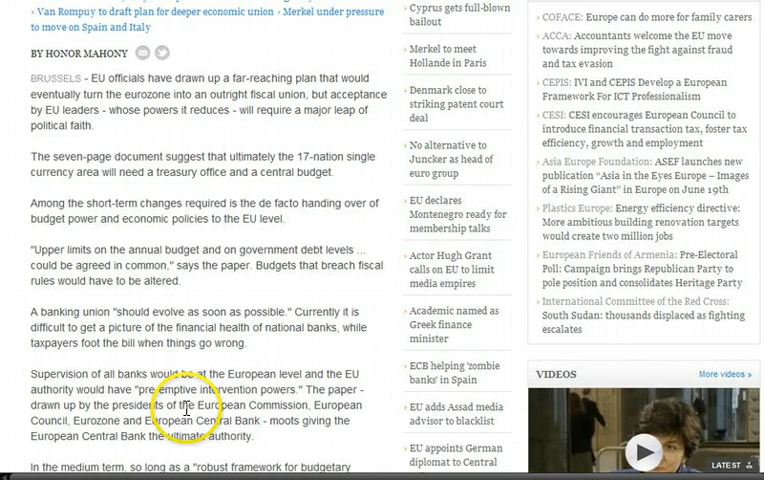 › Van Rompuy to draft plan for deeper economic union › Merkel under pressure
to move on Spain and Italy
BY HONOR MAHONY
BRUSSELS - EU officials have drawn up a far-reaching plan that would
eventually turn the eurozone into an outright fiscal union, but acceptance
by EU leaders - whose powers it reduces - will require a major leap of
political faith.
The seven-page document suggest that ultimately the 17-nation single
currency area will need a treasury office and a central budget.
Among the short-term changes required is the de facto handing over of
budget power and economic policies to the EU level.
"Upper limits on the annual budget and on government debt levels ...
could be agreed in common," says the paper. Budgets that breach fiscal
rules would have to be altered.
A banking union "should evolve as soon as possible." Currently it is
difficult to get a picture of the financial health of national banks, while
taxpayers foot the bill when things go wrong.
Supervision of all banks would be at the European level and the EU
authority would have "pre-emptive intervention powers." The paper -
drawn up by the presidents of the European Commission, European
Council, Eurozone and European Central Bank - moots giving the
European Central Bank the ultimate authority.
In the medium term, so long as a "robust framework for budgetary
› Cyprus gets full-blown
bailout
› Merkel to meet
Hollande in Paris
› Denmark close to
striking patent court
deal
› No alternative to
Juncker as head of
euro group
› EU declares
Montenegro ready for
membership talks
› Actor Hugh Grant
calls on EU to limit
media empires
› Academic named as
Greek finance
minister
› ECB helping 'zombie
banks' in Spain
› EU adds Assad media
advisor to blacklist
› EU appoints German
diplomat to Central
› COFACE: Europe can do more for family carers
› ACCA: Accountants welcome the EU move
towards improving the fight against fraud
and tax evasion
› CEPIS: IVI and CEPIS Develop a European
Framework For ICT Professionalism
› CESI: CESI encourages European Council to
introduce financial transaction tax, foster tax
efficiency, growth and employment
› Asia Europe Foundation: ASEF launches new
publication "Asia in the Eyes Europe – Images
of a Rising Giant" in Europe on June 19th
› Plastics Europe: Energy efficiency directive:
More ambitious building renovation targets
would create two million jobs
› European Friends of Armenia: Pre-Electoral
Poll: Campaign brings Republican Party to
pole position and consolidates Heritage Party
› International Committee of the Red Cross:
South Sudan: thousands displaced as fighting
escalates
VIDEOS
More videos »
LATEST